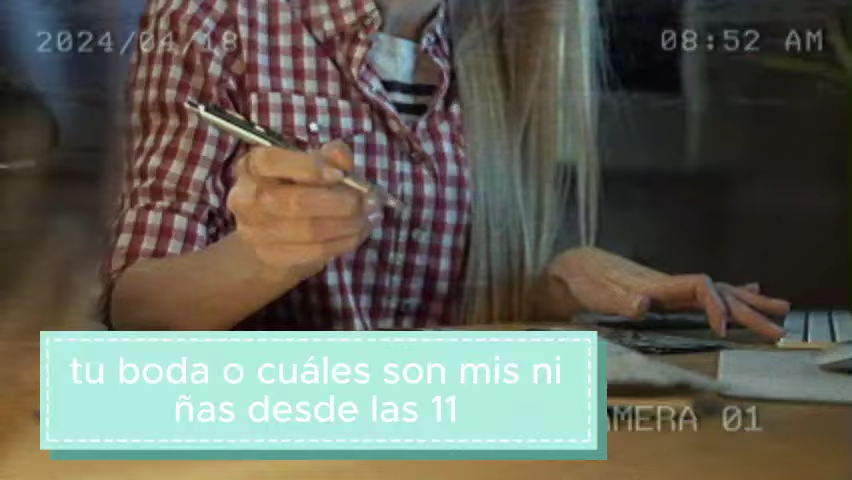 2024/04/18
08:52 AM
tu boda o cuáles son mis ni
ñas desde las 11
AMERA 01